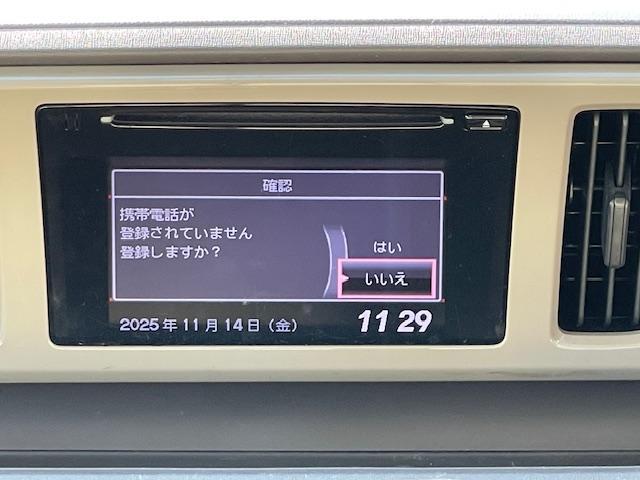 確認
携帯電話が
登録されていません
登録しますか？
はい
いいえ
2025年11月14日（金） 11 29